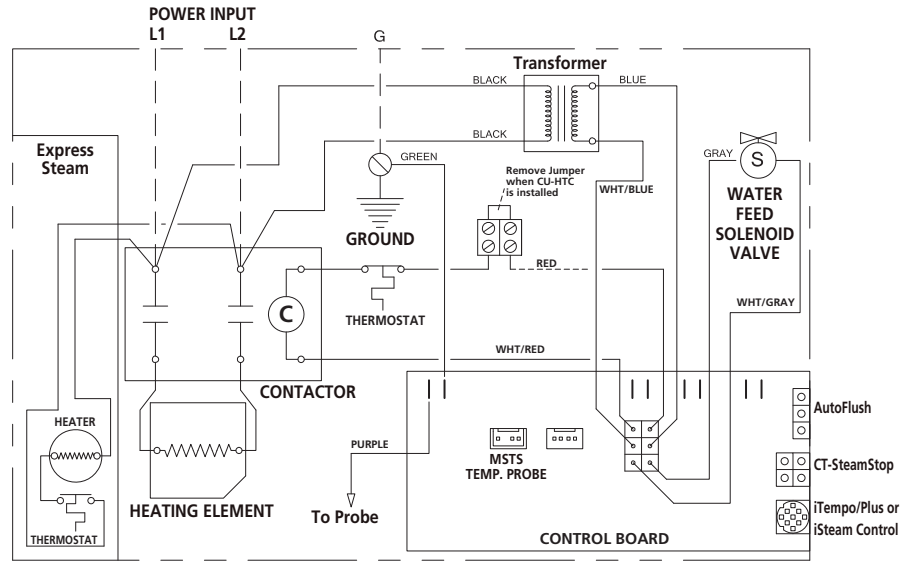 POWER INPUT
L1
L2
G
Transformer
BLACK
BLUE
BLACK
Express
Steam
GREEN
Remove Jumper
when CU-HTC
is installed
WHT/BLUE
GRAY
S
WATER
FEED
SOLENOID
VALVE
GROUND
RED
C
THERMOSTAT
WHT/GRAY
WHT/RED
CONTACTOR
HEATER
PURPLE
MSTS
TEMP. PROBE
AutoFlush
CT-SteamStop
HEATING ELEMENT
To Probe
iTempo/Plus or
iSteam Control
THERMOSTAT
CONTROL BOARD